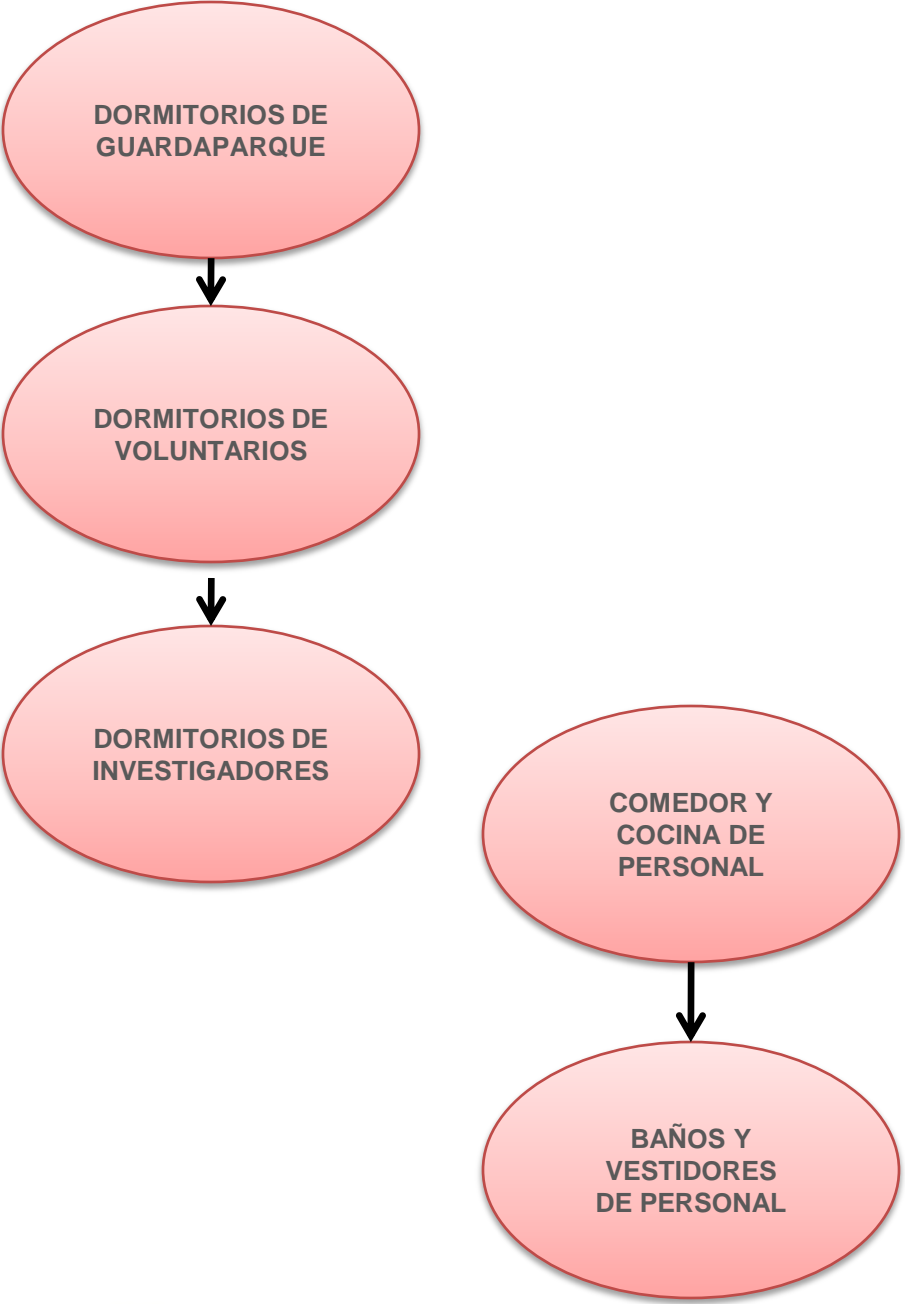 DORMITORIOS DE
GUARDAPARQUE
DORMITORIOS DE
VOLUNTARIOS
DORMITORIOS DE
INVESTIGADORES
COMEDOR Y
COCINA DE
PERSONAL
BAÑOS Y
VESTIDORES
DE PERSONAL